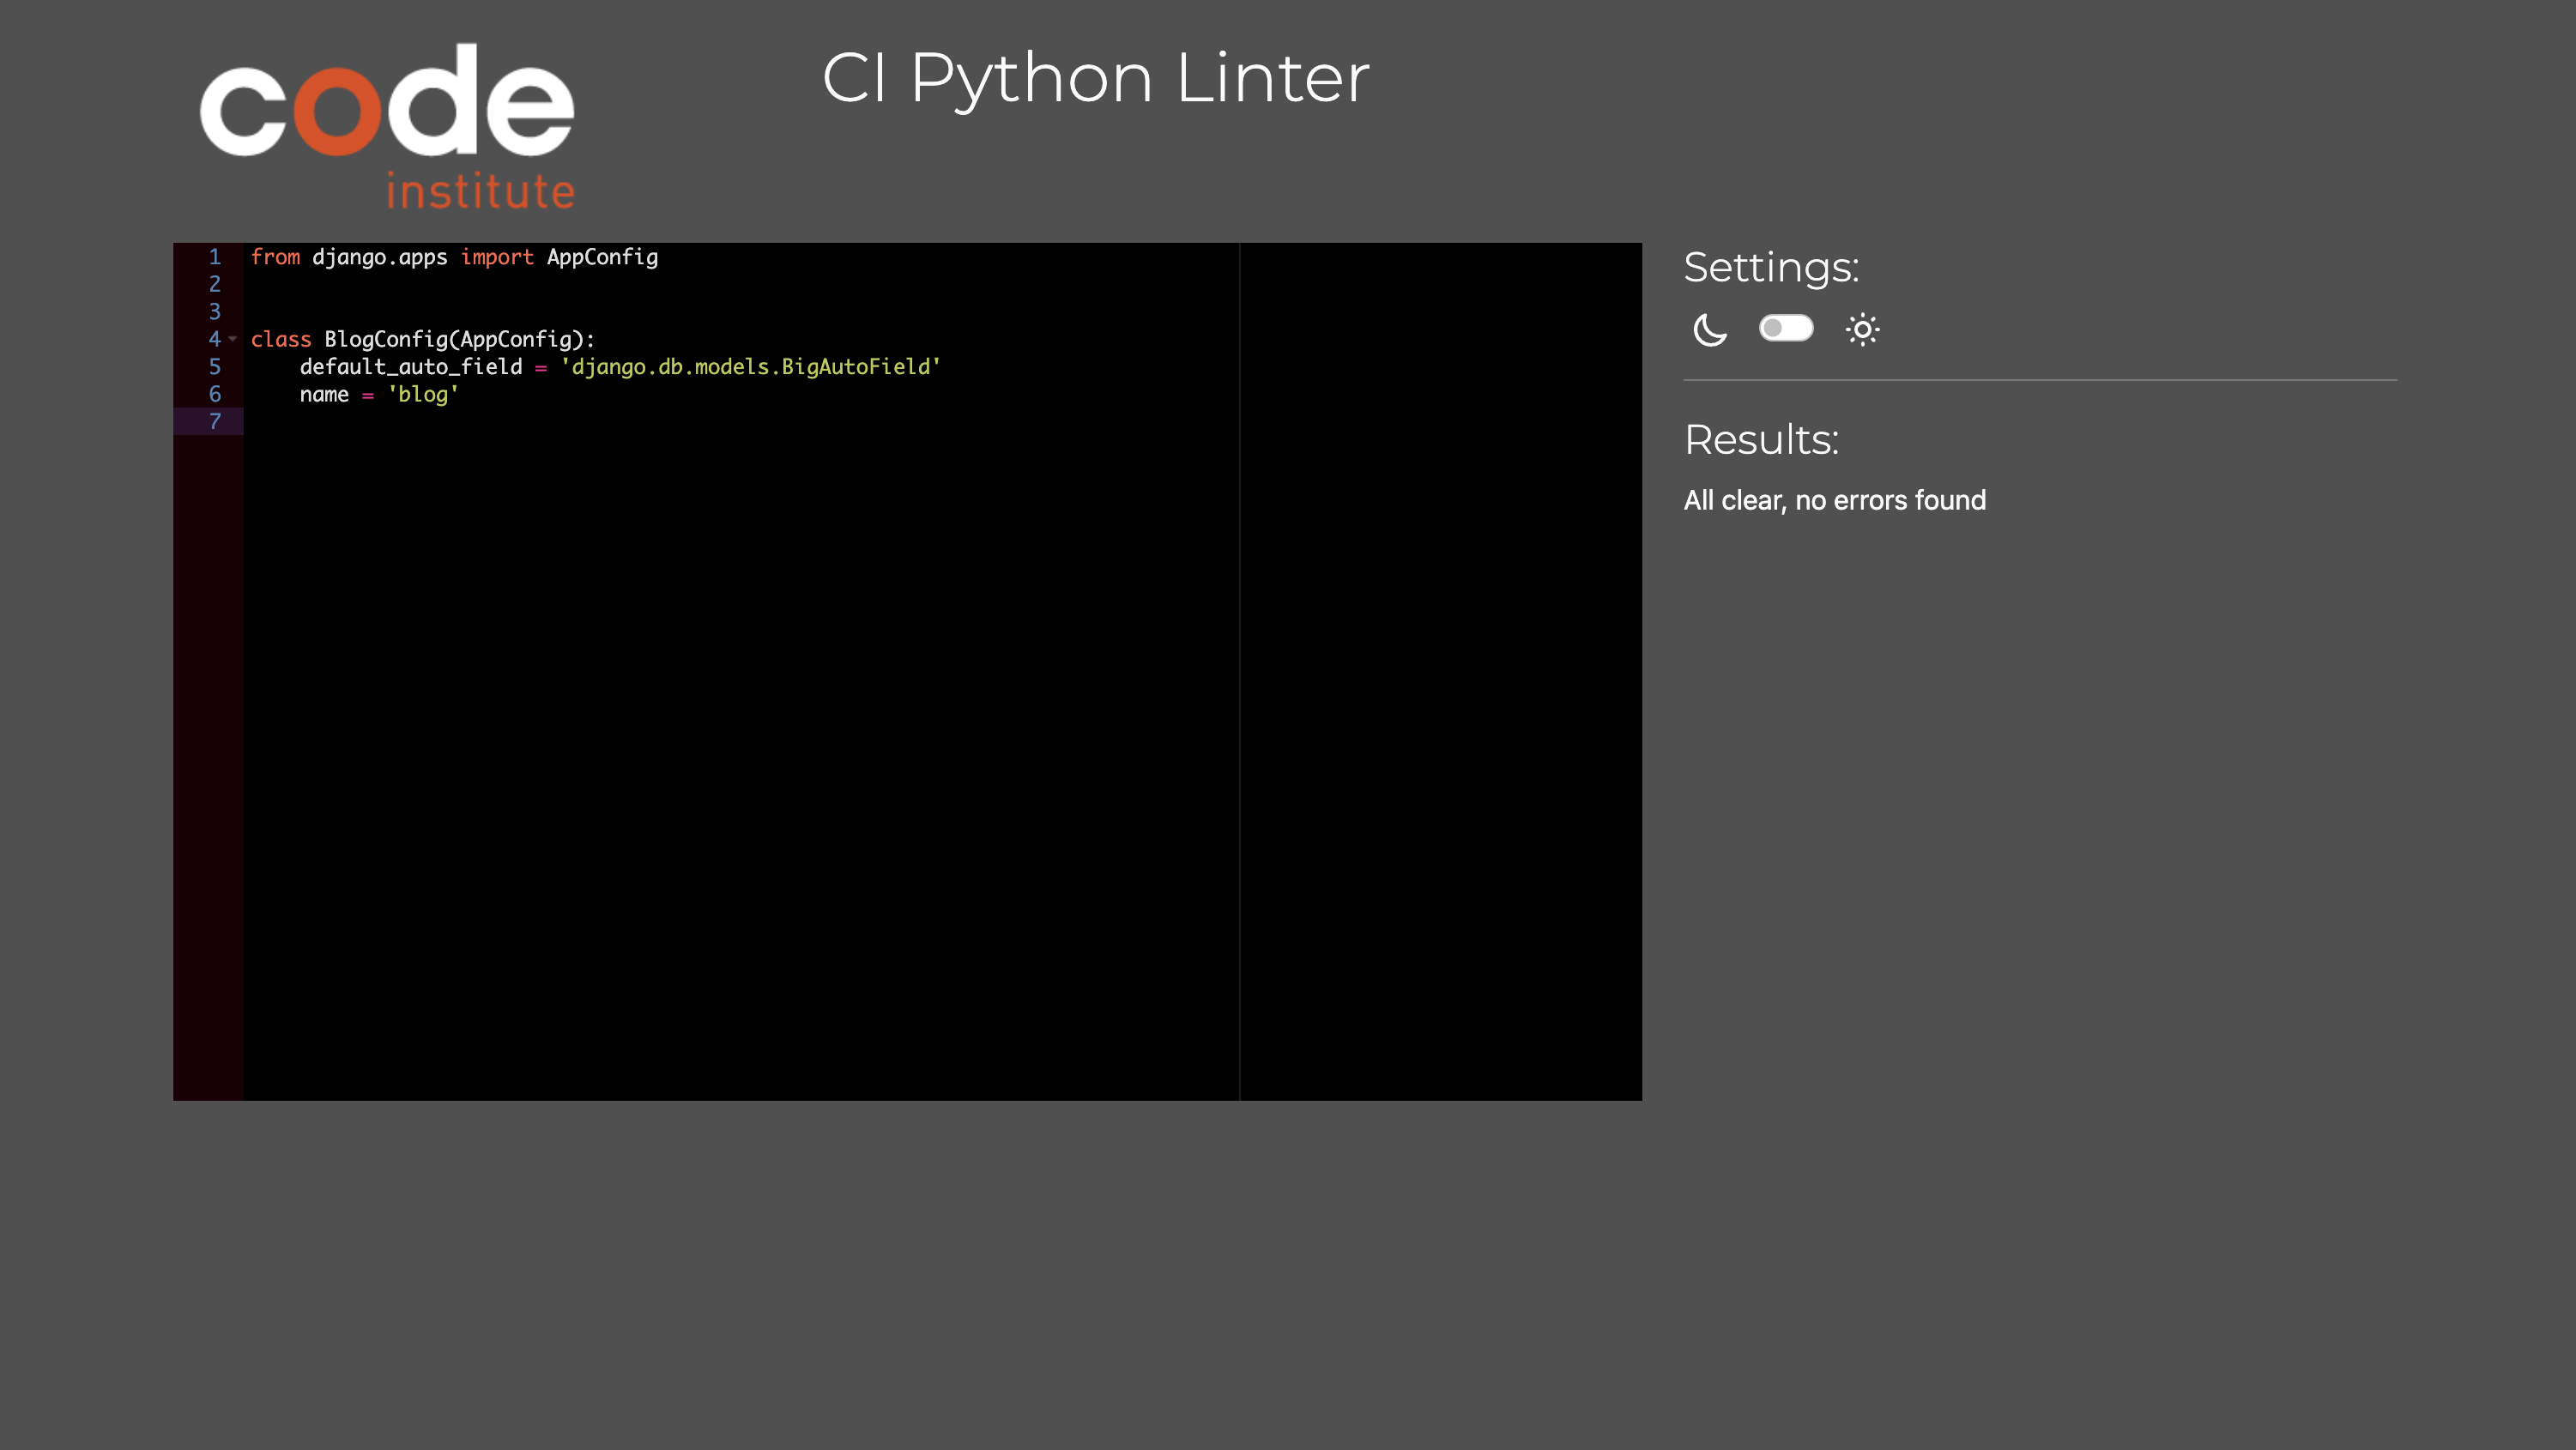 code
institute
CI Python Linter
1 from django.apps import AppConfig
2
3
4 class BlogConfig(AppConfig):
5     default_auto_field = 'django.db.models.BigAutoField'
6     name = 'blog'
7
Settings:
Results:
All clear, no errors found